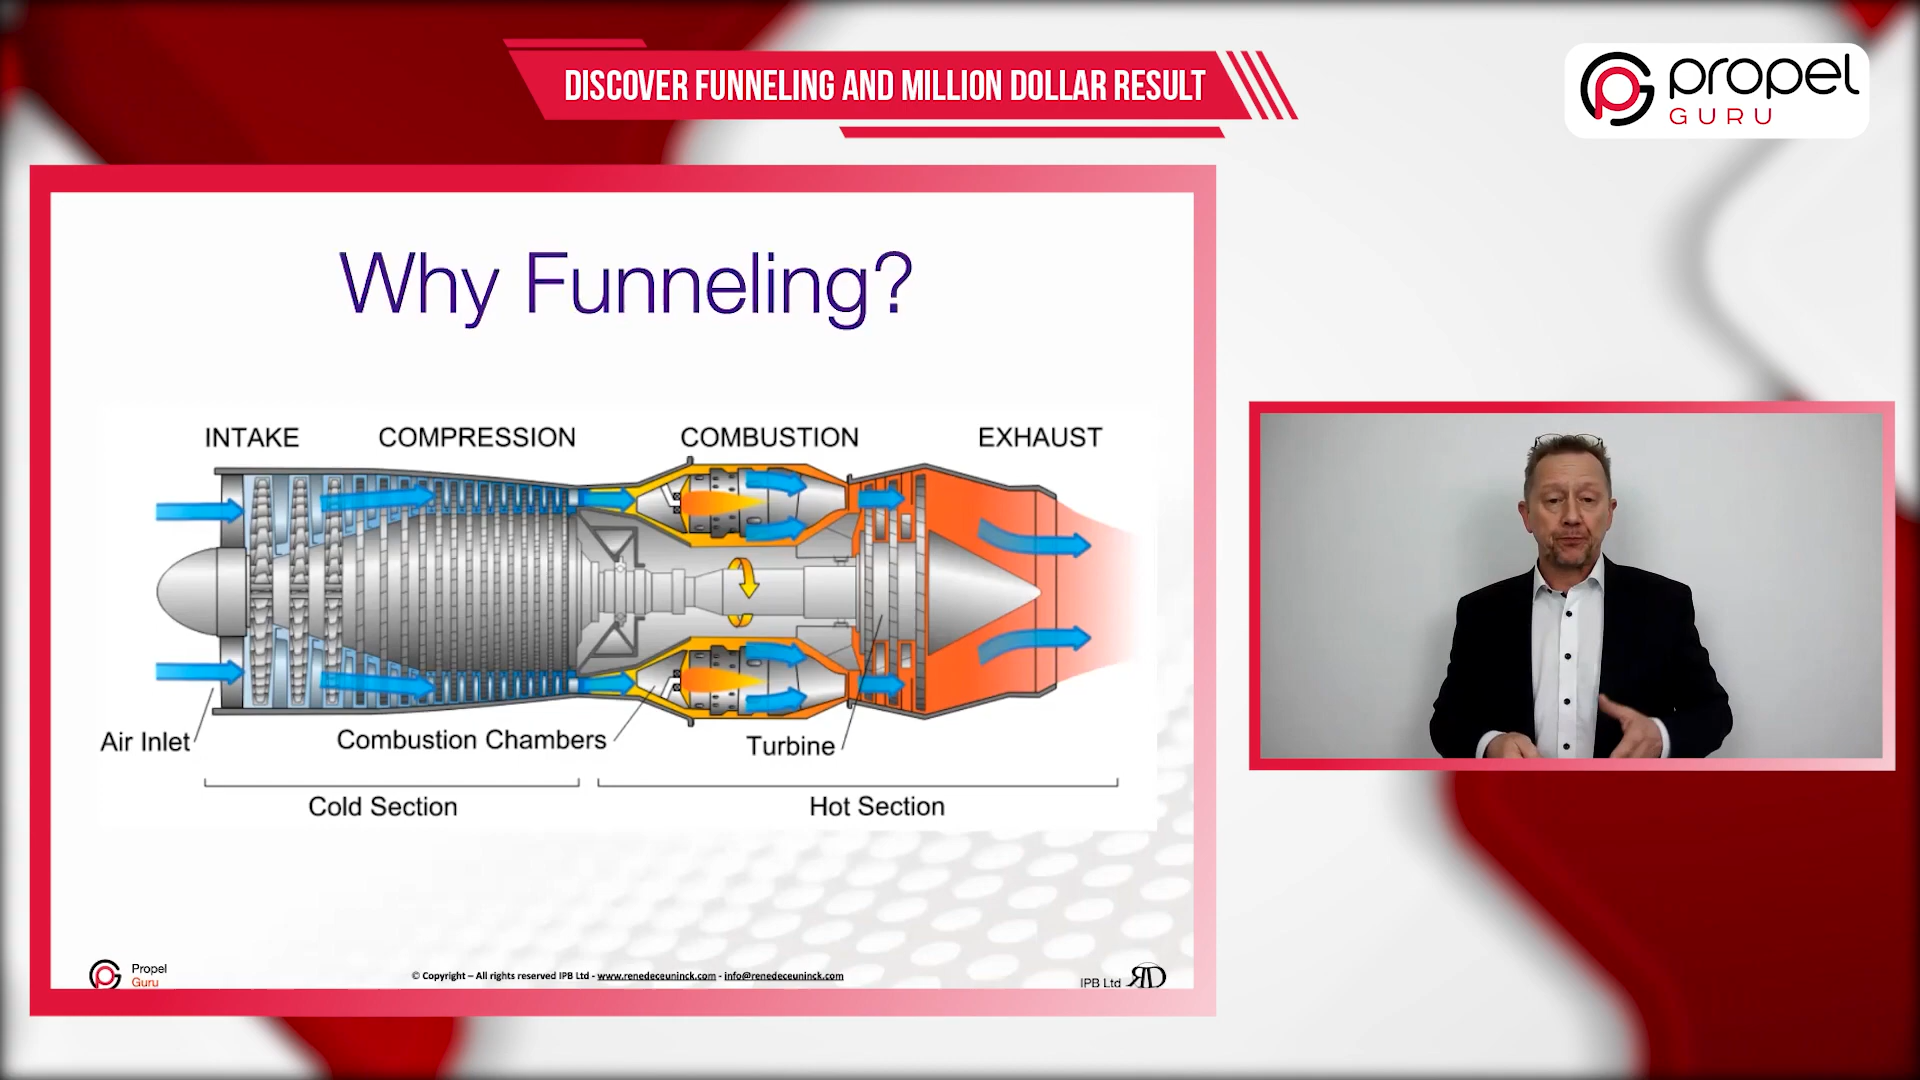 DISCOVER FUNNELING AND MILLION DOLLAR RESULT
propel
GURU
Why Funneling?
INTAKE COMPRESSION COMBUSTION EXHAUST
Air Inlet Combustion Chambers Turbine
Cold Section Hot Section
Propel
Guru
© Copyright – All rights reserved IPB Ltd - www.renedeceuninck.com - info@renedeceuninck.com
IPB Ltd